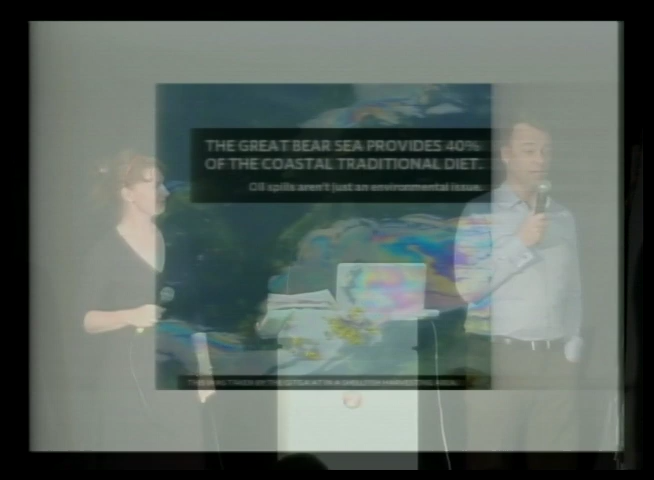 THE GREAT BEAR SEA PROVIDES 40%
OF THE COASTAL TRADITIONAL DIET.
Oil spills aren't just an environmental issue.